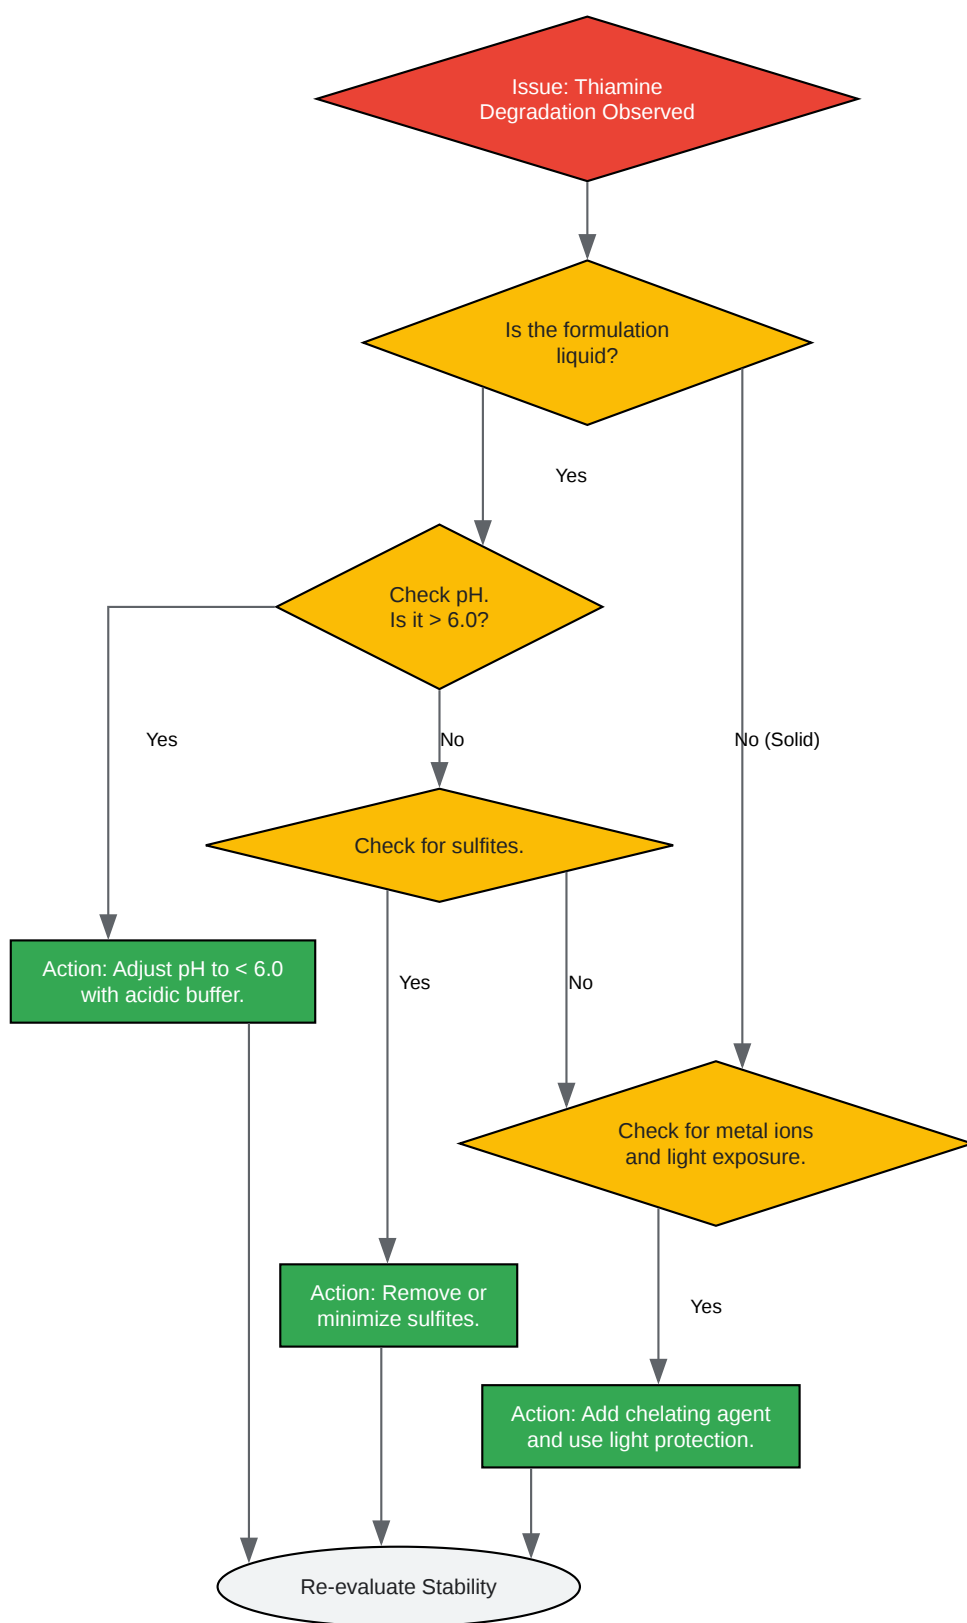 Issue: Thiamine
Degradation Observed
Is the formulation
liquid?
Yes
Check pH.
Is it > 6.0?
Yes
No
No (Solid)
Check for sulfites.
Action: Adjust pH to < 6.0
with acidic buffer.
Yes
No
Check for metal ions
and light exposure.
Action: Remove or
minimize sulfites.
Yes
Action: Add chelating agent
and use light protection.
Re-evaluate Stability